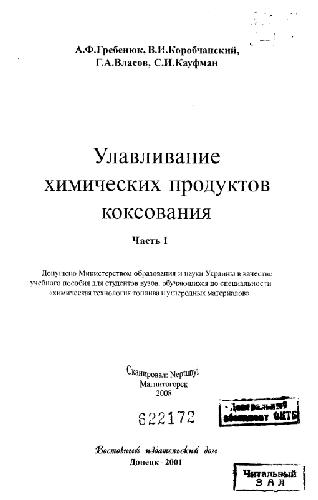 А.Ф.Гребенюк, В.И.Коробчанский,
Г.А.Власов, С.И.Кауфман
Улавливание
химических продуктов
коксования
Часть I
Допущено Министерством образования и науки Украины в качестве
учебного пособия для студентов вузов, обучающихся по специальности
«химическая технология топлива и углеродных материалов»
Сканировал: Neptunyt
Магнитогорск
2008
622172
Восточный издательский дом
Донецк -2001
Читальный
ЗАЛ